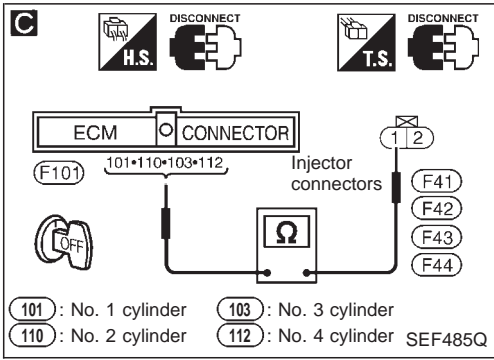 C
H.S.
DISCONNECT
T.S.
DISCONNECT
ECM CONNECTOR
F101
101•110•103•112
1 2
Injector
connectors
F41
F42
F43
F44
OFF
Ω
101 : No. 1 cylinder
103 : No. 3 cylinder
110 : No. 2 cylinder
112 : No. 4 cylinder
SEF485Q